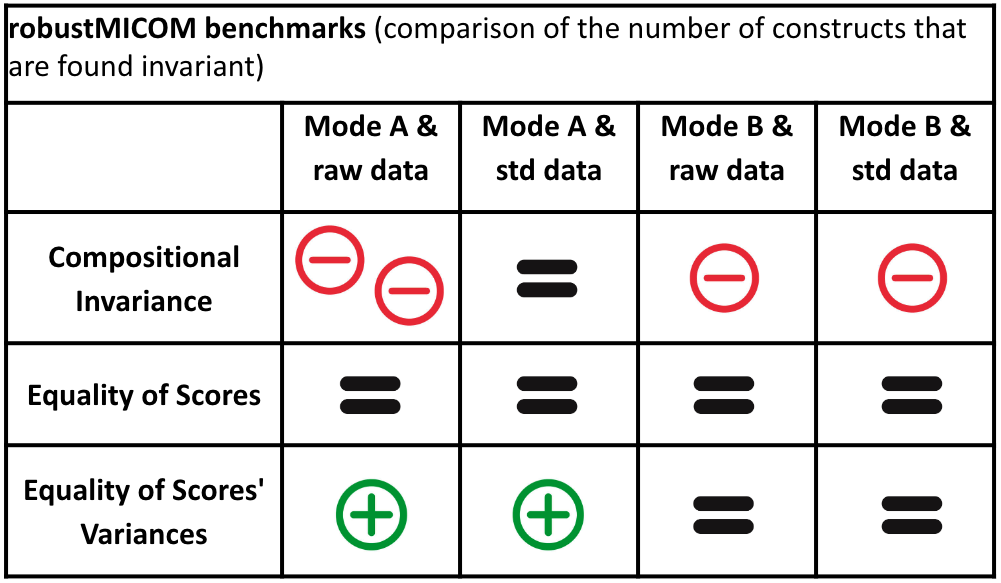 robustMICOM benchmarks (comparison of the number of constructs that
are found invariant)
Mode A &
raw data
Mode A &
std data
Mode B &
raw data
Mode B &
std data
Compositional
Invariance
Equality of Scores
Equality of Scores'
Variances